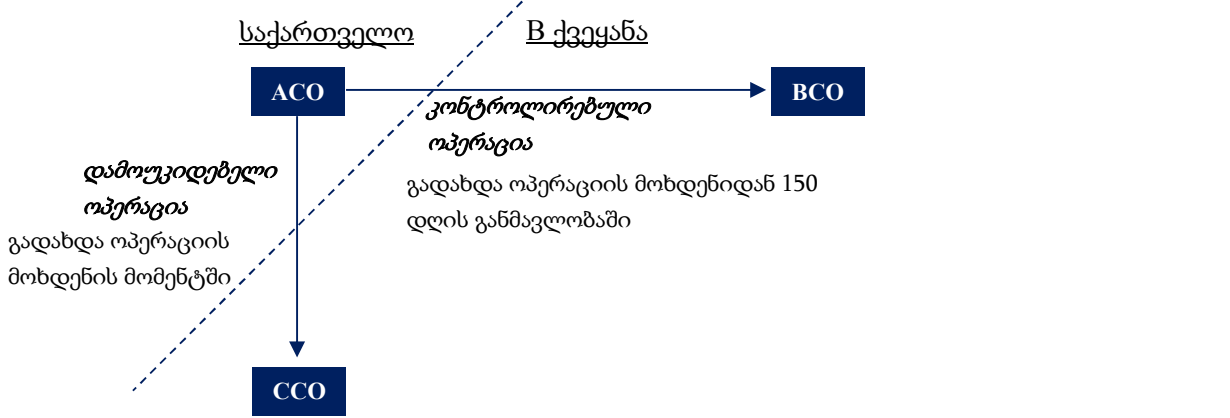 საქართველო
B ქვეყანა
ACO
BCO
კონტროლირებული
ოპერაცია
დამოუკიდებელი
ოპერაცია
გადახდა ოპერაციის მოხდენიდან 150
დღის განმავლობაში
გადახდა ოპერაციის
მოხდენის მომენტში
CCO